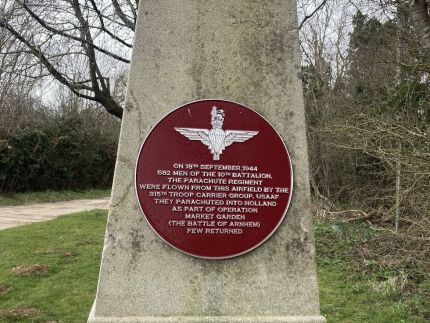 ON 18TH SEPTEMBER, 1944
582 MEN OF THE 10TH BATTALION,
THE PARACHUTE REGIMENT
WERE FLOWN FROM THIS AIRFIELD BY THE
315TH TROOP CARRIER GROUP, USAAF
THEY PARACHUTED INTO HOLLAND
AS PART OF OPERATION
MARKET GARDEN
(THE BATTLE OF ARNHEM)
FEW RETURNED